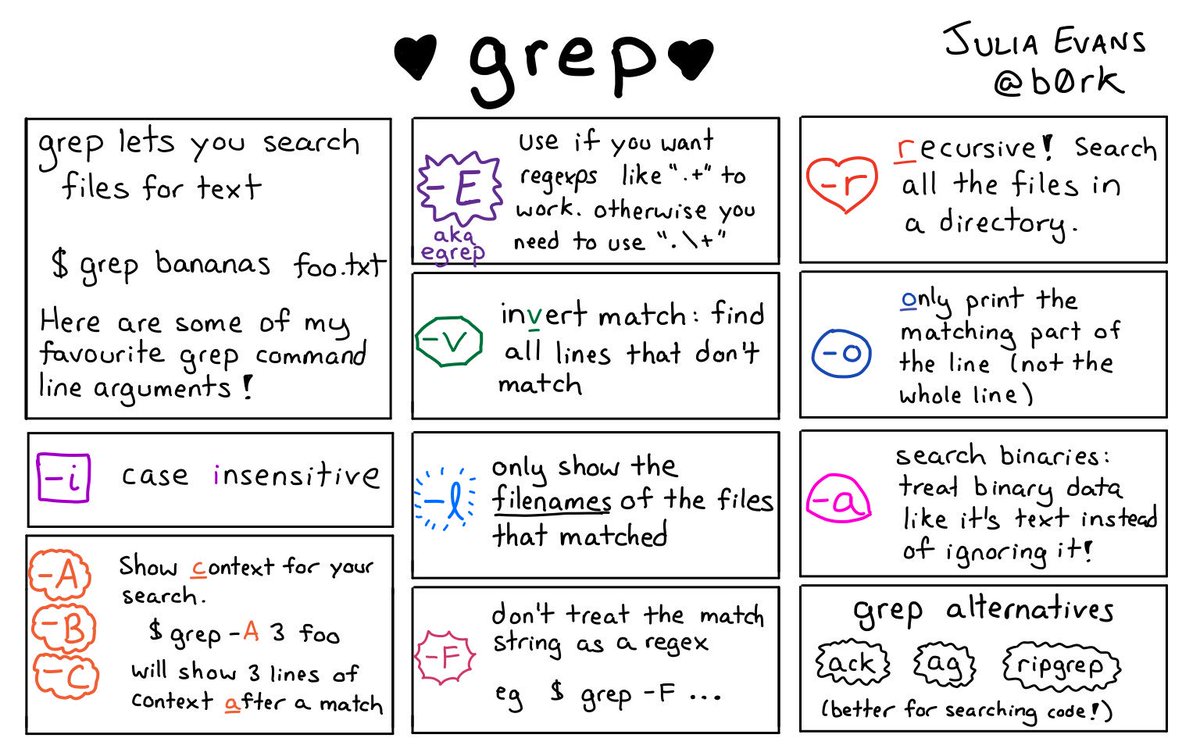 ♥ grep ♥
JULIA EVANS
@b0rk
grep lets you search
files for text
$ grep bananas foo.txt
Here are some of my
favourite grep command
line arguments!
-i
case insensitive
-A
-B
-C
Show context for your
search.
$ grep -A 3 foo
will show 3 lines of
context after a match
-E
aka
egrep
use if you want
regexps like ".+" to
work. otherwise you
need to use ".\+"
-v
invert match: find
all lines that don't
match
-l
only show the
filenames of the files
that matched
-F
don't treat the match
string as a regex
eg $ grep -F ...
-r
recursive! Search
all the files in
a directory.
-o
only print the
matching part of
the line (not the
whole line)
-a
search binaries:
treat binary data
like it's text instead
of ignoring it!
grep alternatives
ack ag ripgrep
(better for searching code!)